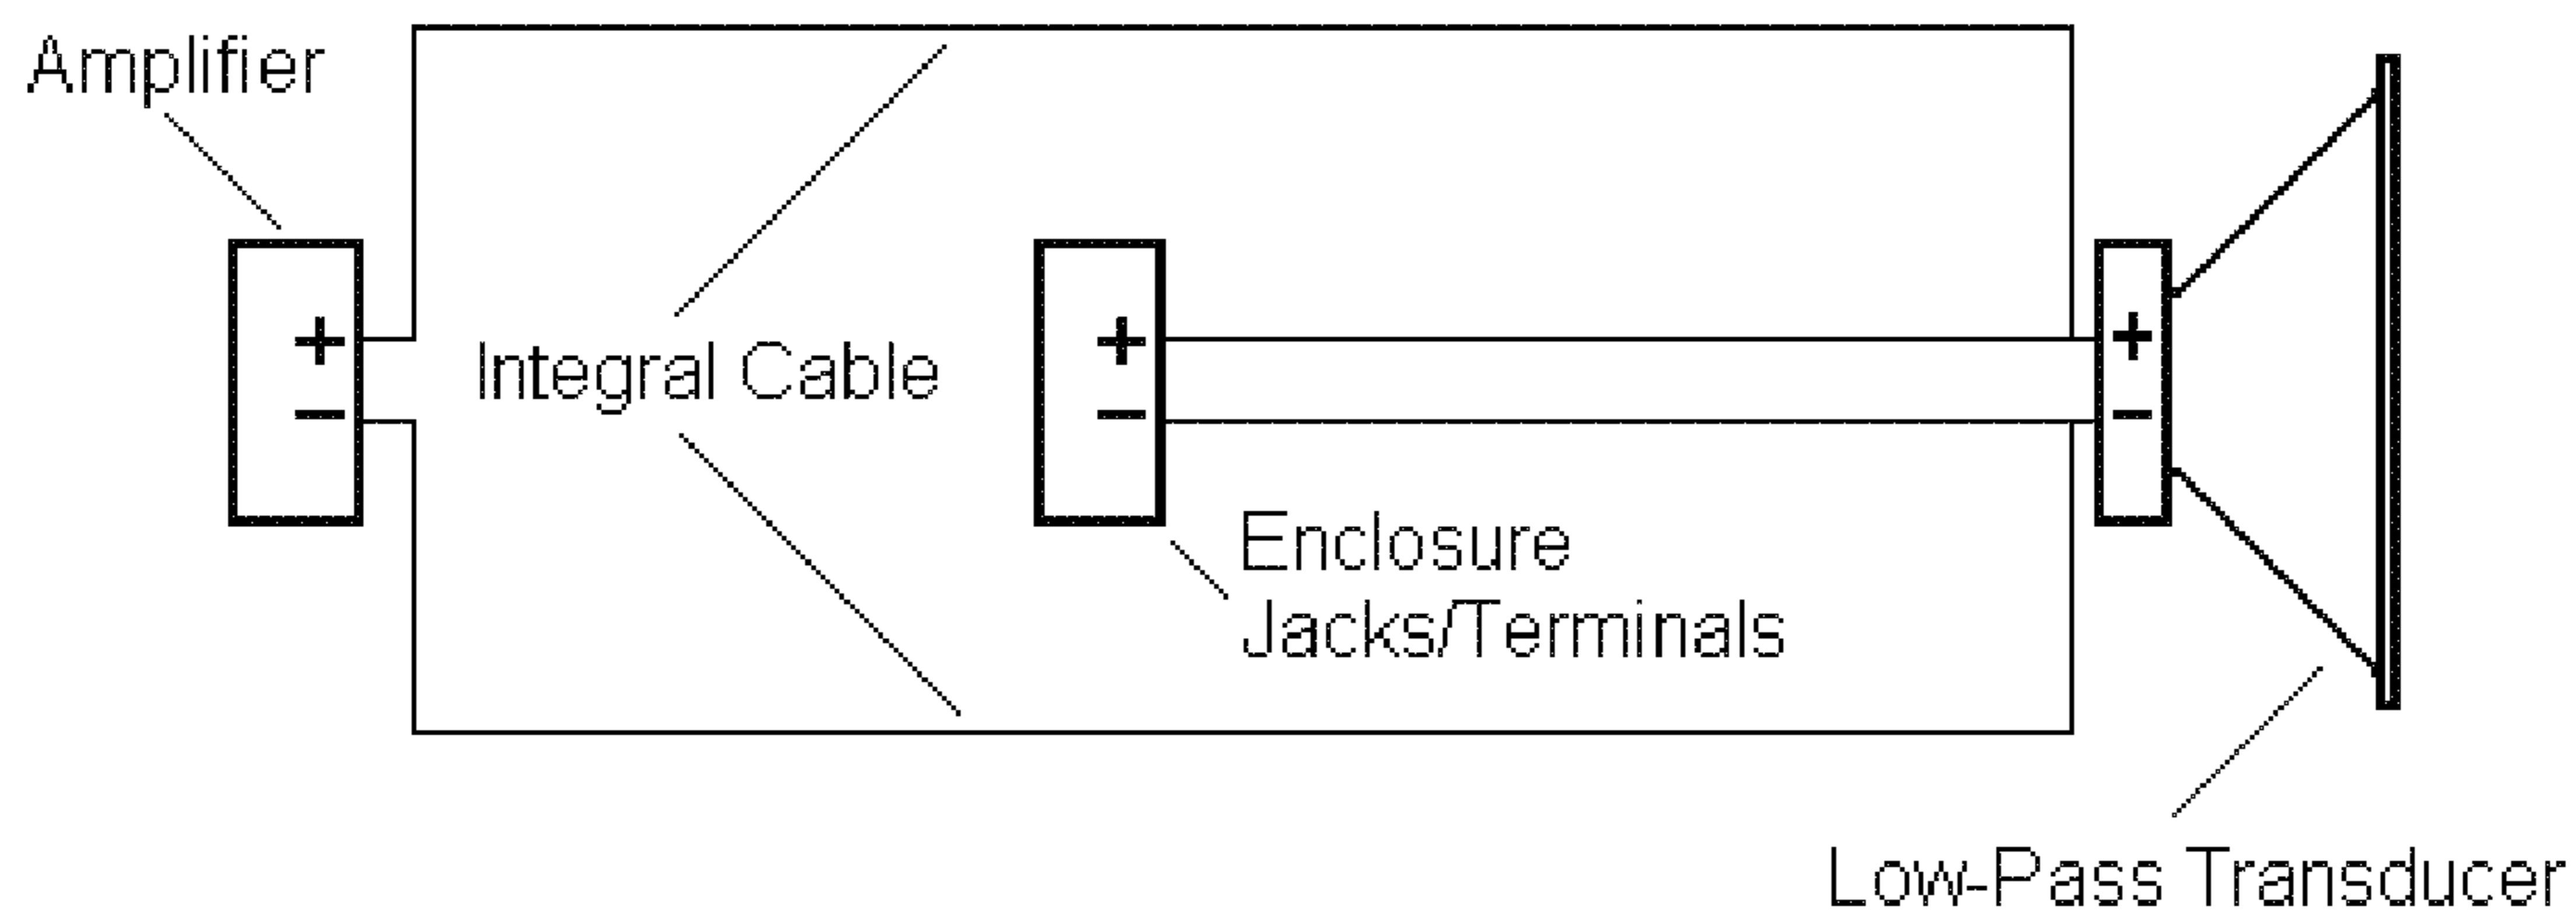 Amplifier
+
−
Integral Cable
+
−
Enclosure
Jacks/Terminals
+
−
Low-Pass Transducer